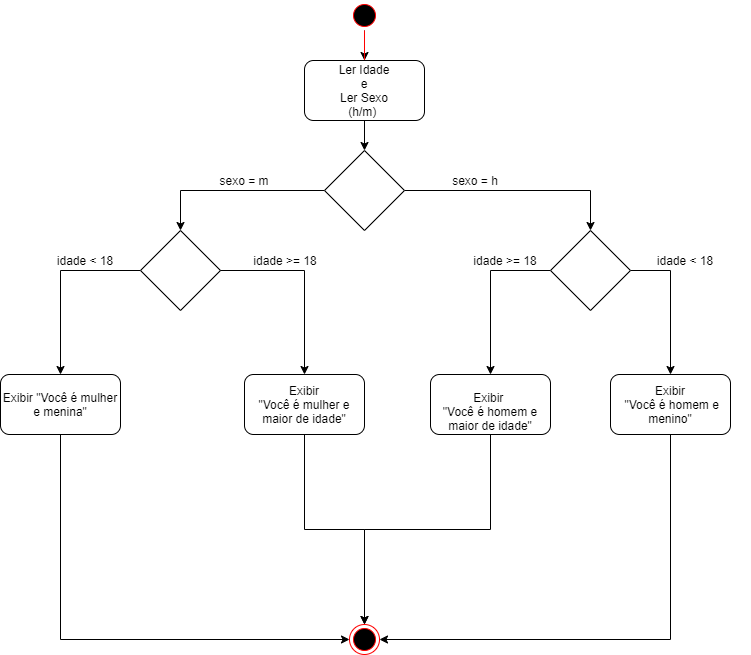 Ler Idade
e
Ler Sexo
(h/m)
sexo = m
sexo = h
idade < 18
idade >= 18
idade >= 18
idade < 18
Exibir "Você é mulher
e menina"
Exibir
"Você é mulher e
maior de idade"
Exibir
"Você é homem e
maior de idade"
Exibir
"Você é homem e
menino"